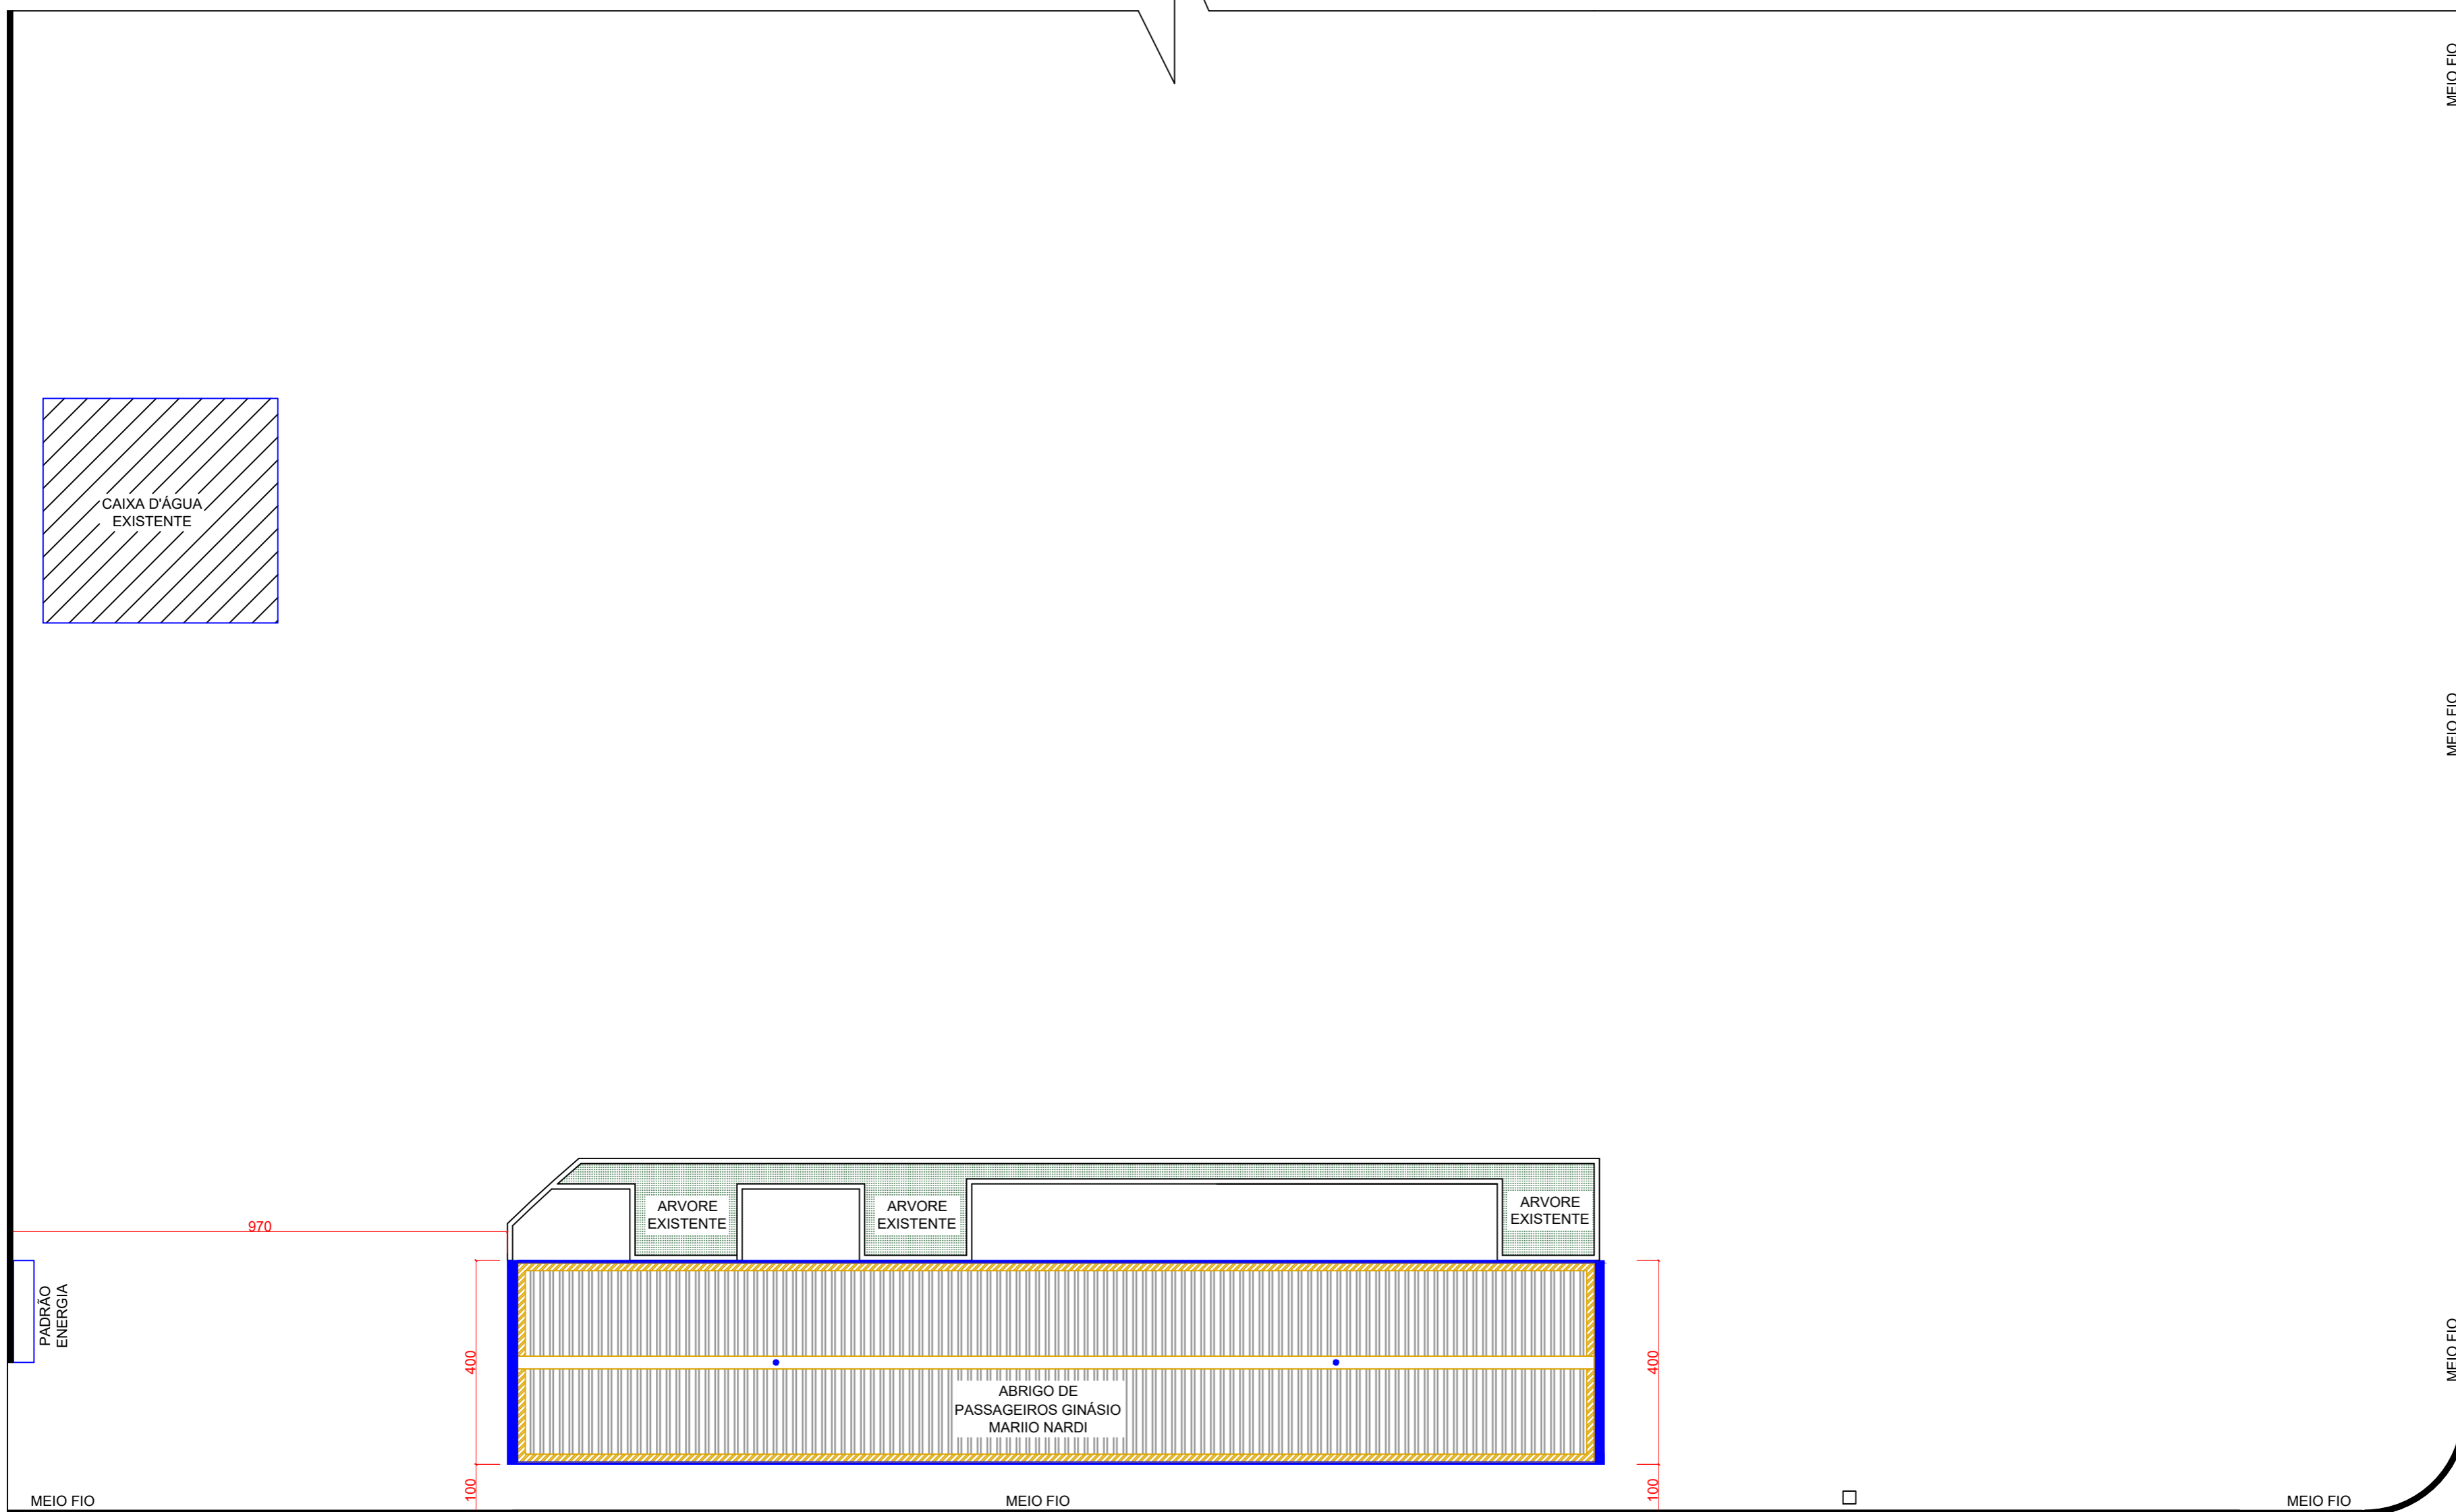 MEIO FIO
CAIXA D'ÁGUA
EXISTENTE
MEIO FIO
ARVORE
EXISTENTE
ARVORE
EXISTENTE
ARVORE
EXISTENTE
970
PADRÃO
ENERGIA
400
400
MEIO FIO
ABRIGO DE
PASSAGEIROS GINÁSIO
MARIIO NARDI
100
100
MEIO FIO
MEIO FIO
MEIO FIO